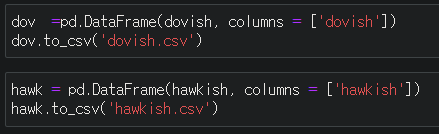 dov  =pd.DataFrame(dovish, columns = ['dovish'])
dov.to_csv('dovish.csv')
hawk = pd.DataFrame(hawkish, columns = ['hawkish'])
hawk.to_csv('hawkish.csv')